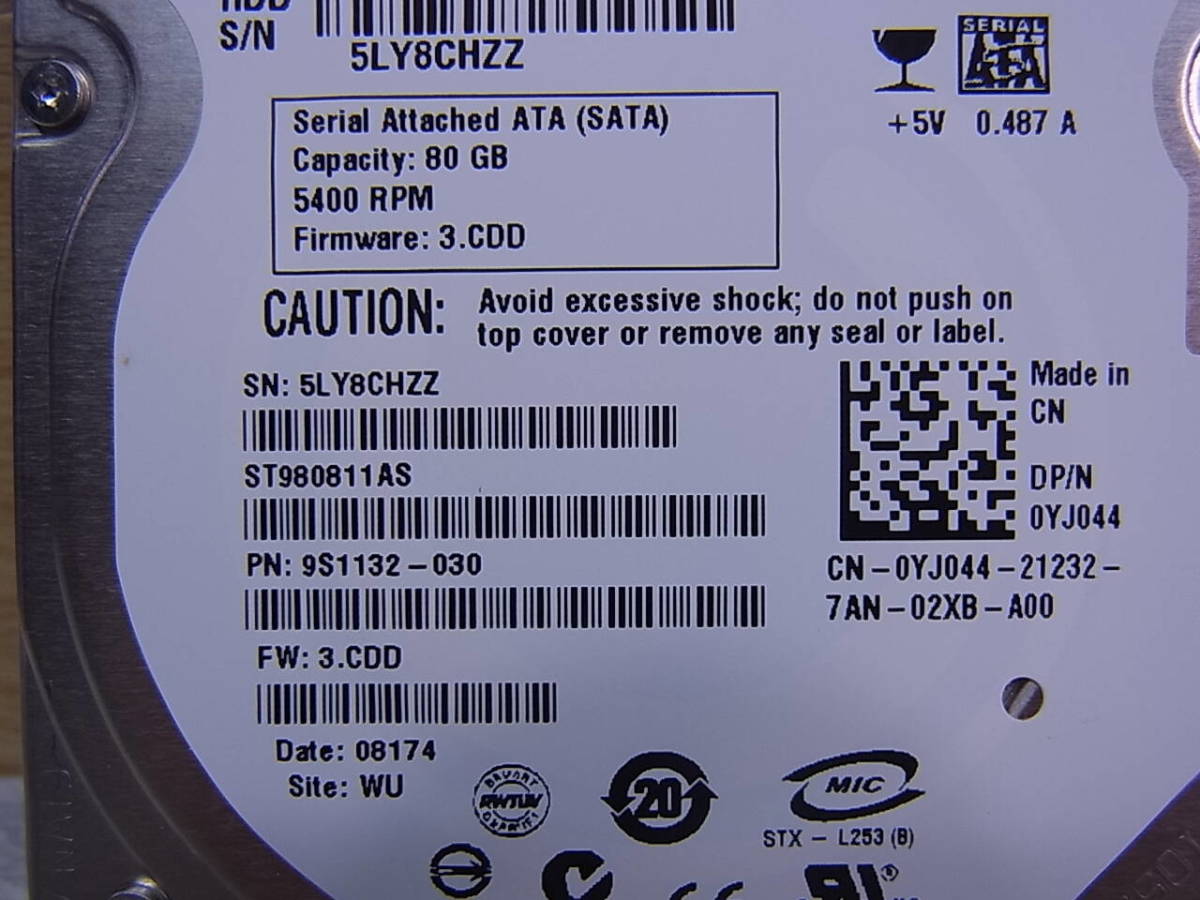 HDD
S/N
5LY8CHZZ
SERIAL
ATA
+5V 0.487 A
Serial Attached ATA (SATA)
Capacity: 80 GB
5400 RPM
Firmware: 3.CDD
CAUTION: Avoid excessive shock; do not push on
top cover or remove any seal or label.
SN: 5LY8CHZZ
ST980811AS
PN: 9S1132-030
FW: 3.CDD
Date: 08174
Site: WU
Made in
CN
DP/N
0YJ044
CN-0YJ044-21232-
7AN-02XB-A00
BAUART
RWTUV
20
MIC
STX - L253 (B)